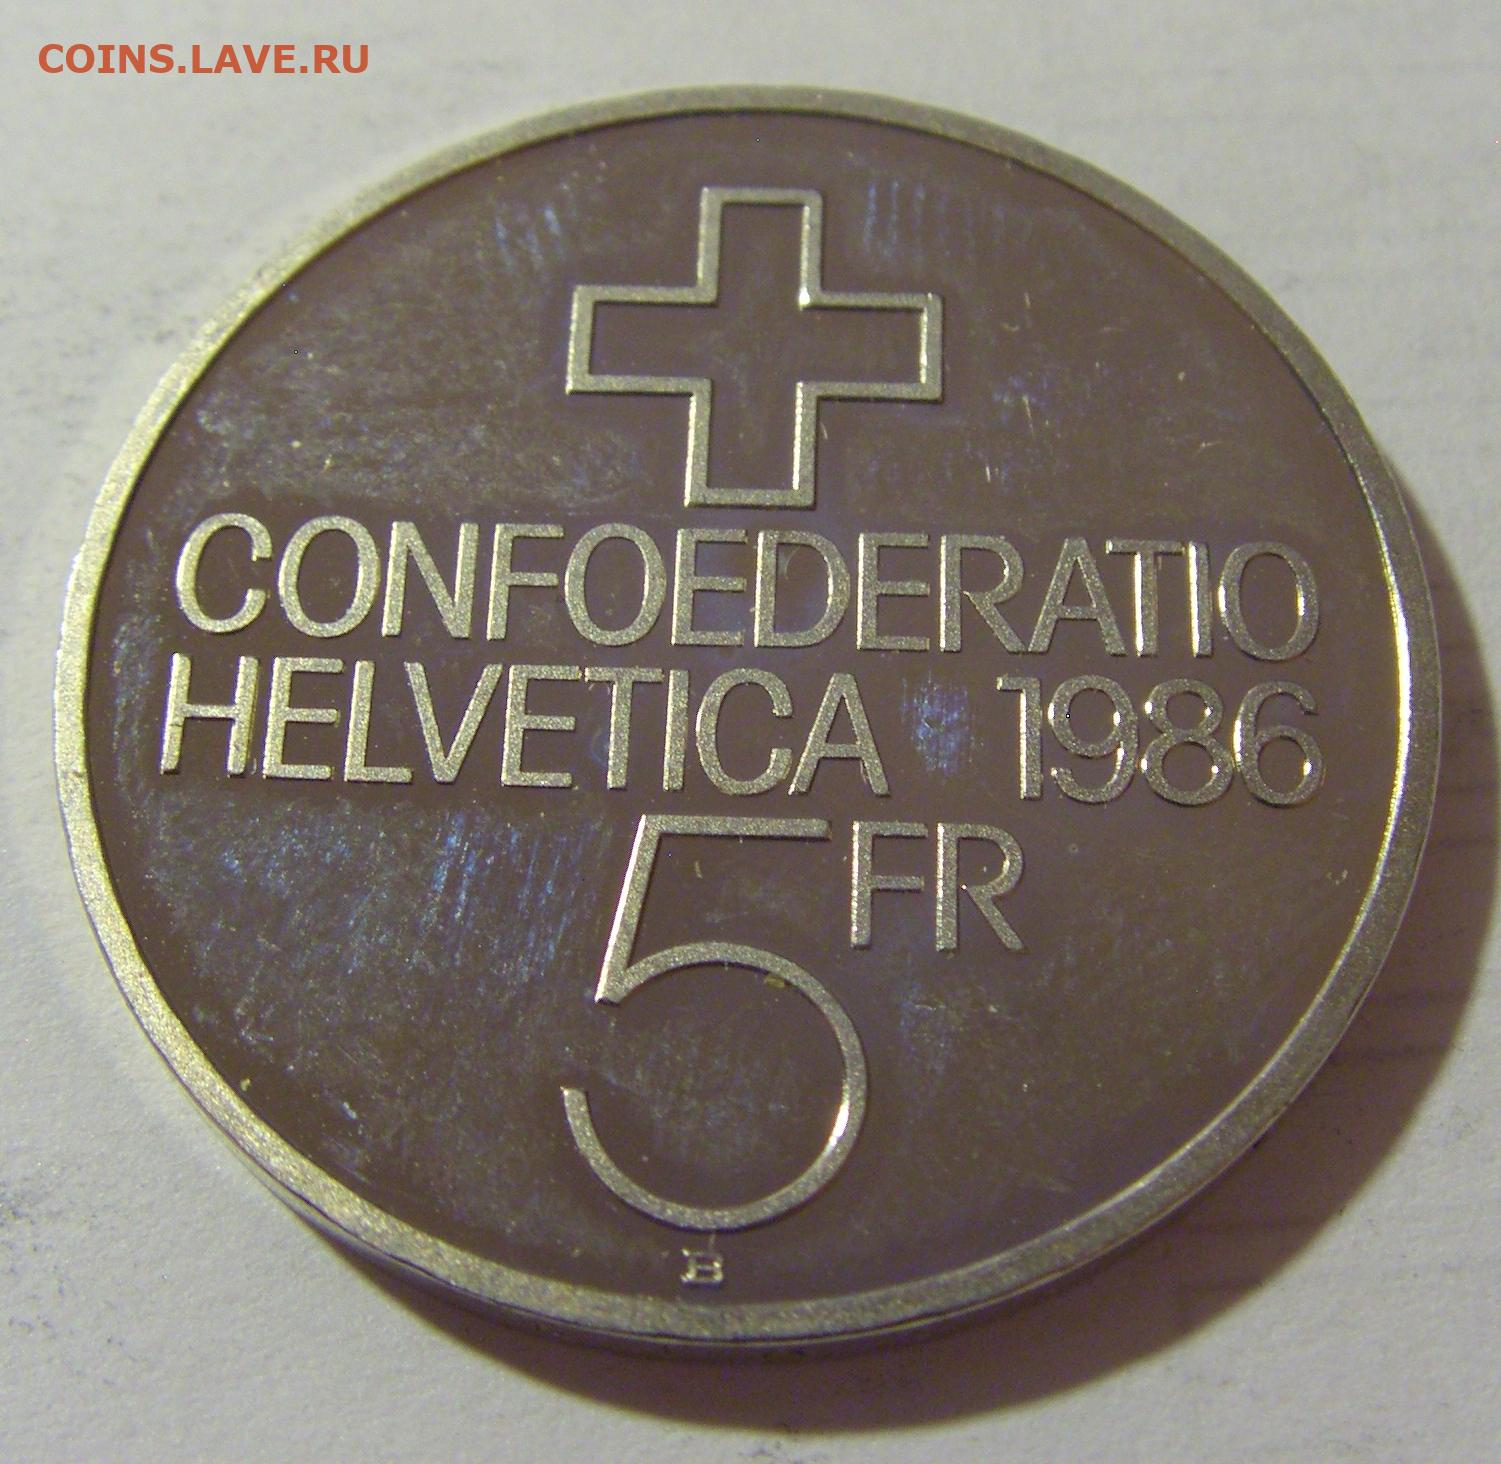 COINS.LAVE.RU
CONFOEDERATIO
HELVETICA 1986
5 FR
B